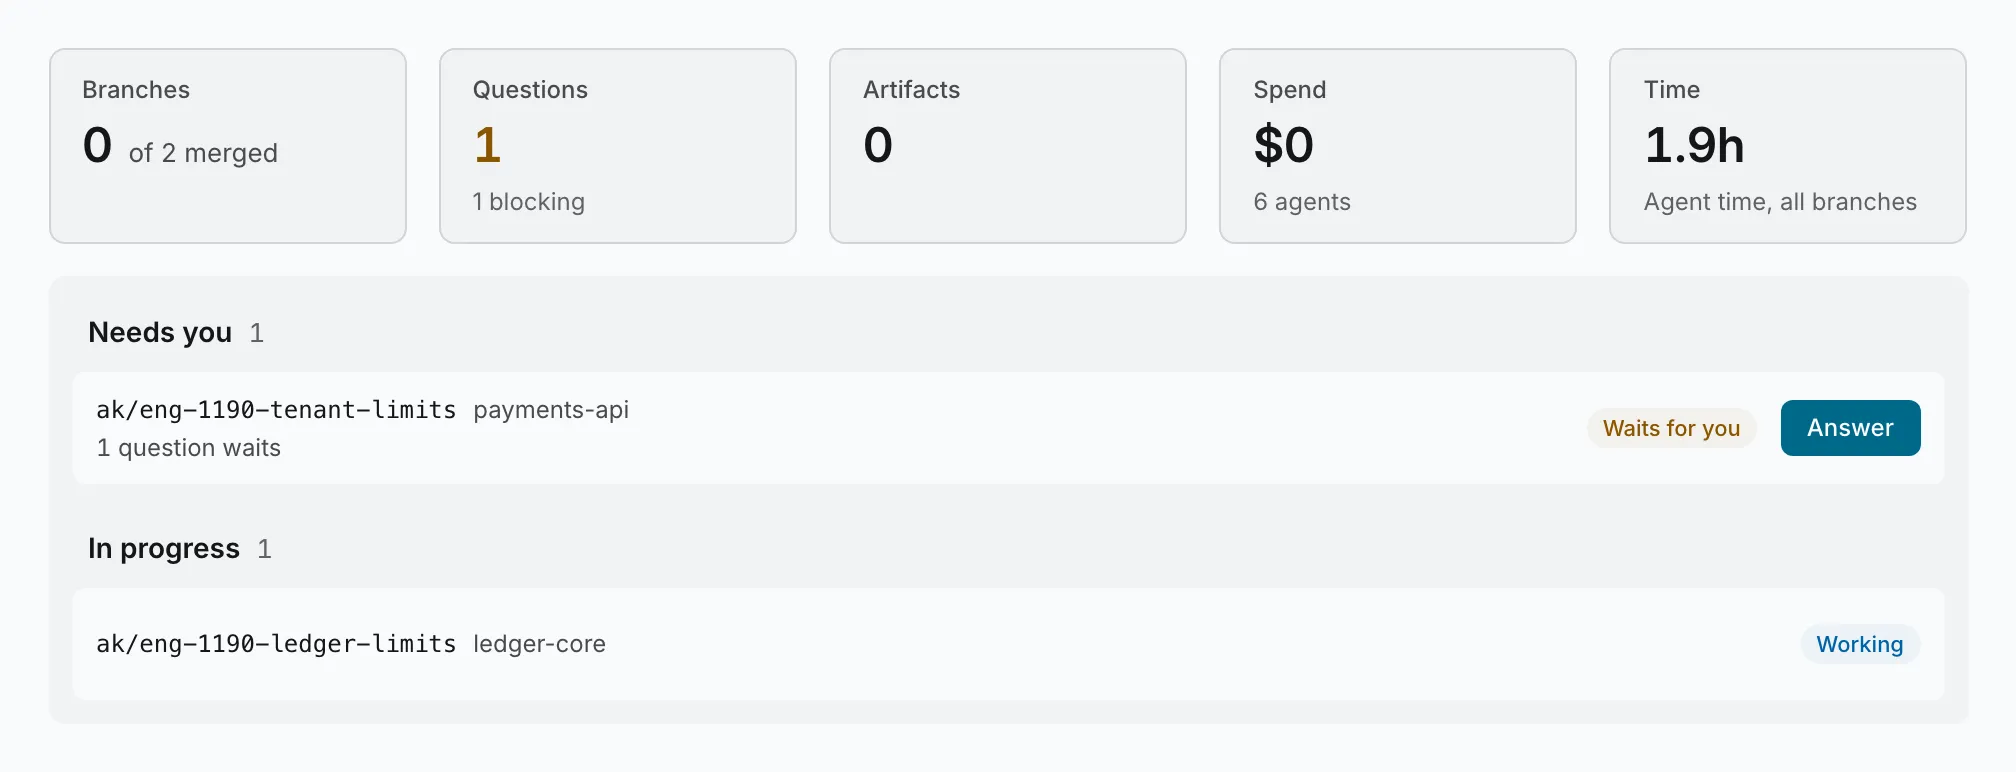 Branches
0 of 2 merged
Questions
1
1 blocking
Artifacts
0
Spend
$0
6 agents
Time
1.9h
Agent time, all branches
Needs you 1
ak/eng-1190-tenant-limits payments-api
1 question waits
Waits for you
Answer
In progress 1
ak/eng-1190-ledger-limits ledger-core
Working